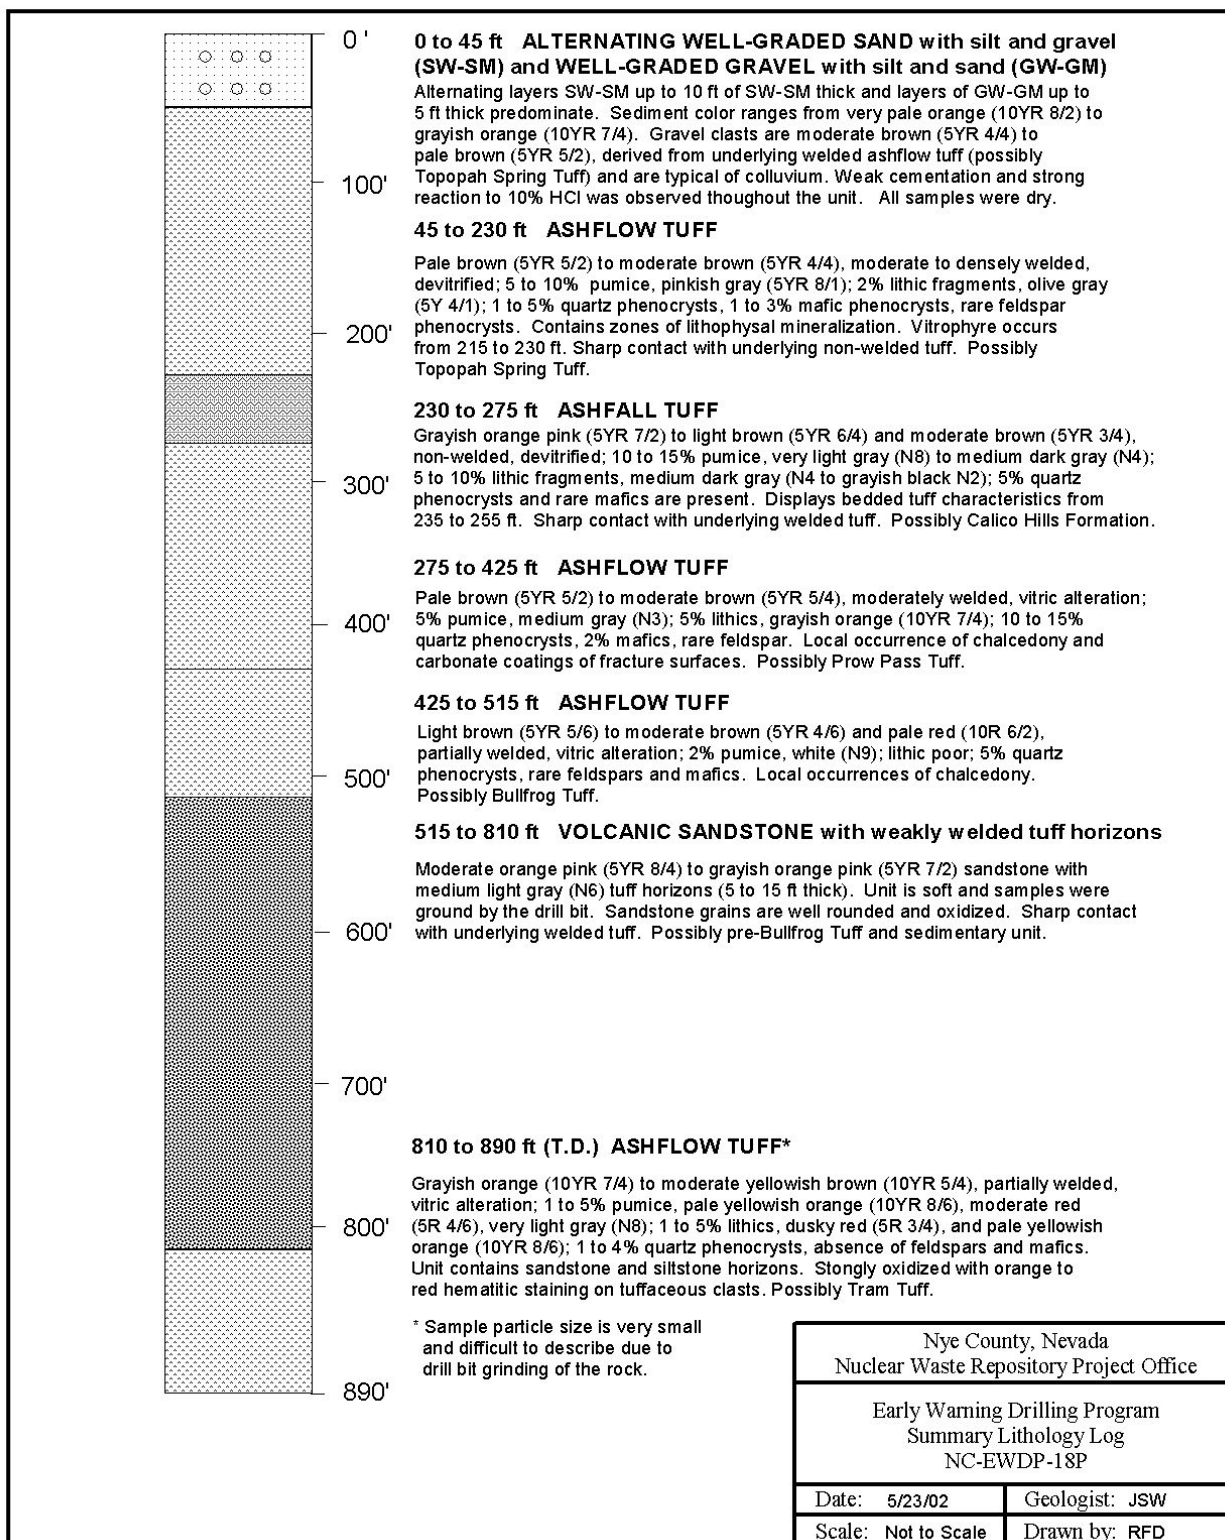 0 '
100'
200'
300'
400'
500'
600'
700'
800'
890'
0 to 45 ft ALTERNATING WELL-GRADED SAND with silt and gravel
(SW-SM) and WELL-GRADED GRAVEL with silt and sand (GW-GM)
Alternating layers SW-SM up to 10 ft of SW-SM thick and layers of GW-GM up to
5 ft thick predominate. Sediment color ranges from very pale orange (10YR 8/2) to
grayish orange (10YR 7/4). Gravel clasts are moderate brown (5YR 4/4) to
pale brown (5YR 5/2), derived from underlying welded ashflow tuff (possibly
Topopah Spring Tuff) and are typical of colluvium. Weak cementation and strong
reaction to 10% HCl was observed thoughout the unit. All samples were dry.
45 to 230 ft ASHFLOW TUFF
Pale brown (5YR 5/2) to moderate brown (5YR 4/4), moderate to densely welded,
devitrified; 5 to 10% pumice, pinkish gray (5YR 8/1); 2% lithic fragments, olive gray
(5Y 4/1); 1 to 5% quartz phenocrysts, 1 to 3% mafic phenocrysts, rare feldspar
phenocrysts. Contains zones of lithophysal mineralization. Vitrophyre occurs
from 215 to 230 ft. Sharp contact with underlying non-welded tuff. Possibly
Topopah Spring Tuff.
230 to 275 ft ASHFALL TUFF
Grayish orange pink (5YR 7/2) to light brown (5YR 6/4) and moderate brown (5YR 3/4),
non-welded, devitrified; 10 to 15% pumice, very light gray (N8) to medium dark gray (N4);
5 to 10% lithic fragments, medium dark gray (N4 to grayish black N2); 5% quartz
phenocrysts and rare mafics are present. Displays bedded tuff characteristics from
235 to 255 ft. Sharp contact with underlying welded tuff. Possibly Calico Hills Formation.
275 to 425 ft ASHFLOW TUFF
Pale brown (5YR 5/2) to moderate brown (5YR 5/4), moderately welded, vitric alteration;
5% pumice, medium gray (N3); 5% lithics, grayish orange (10YR 7/4); 10 to 15%
quartz phenocrysts, 2% mafics, rare feldspar. Local occurrence of chalcedony and
carbonate coatings of fracture surfaces. Possibly Prow Pass Tuff.
425 to 515 ft ASHFLOW TUFF
Light brown (5YR 5/6) to moderate brown (5YR 4/6) and pale red (10R 6/2),
partially welded, vitric alteration; 2% pumice, white (N9); lithic poor; 5% quartz
phenocrysts, rare feldspars and mafics. Local occurrences of chalcedony.
Possibly Bullfrog Tuff.
515 to 810 ft VOLCANIC SANDSTONE with weakly welded tuff horizons
Moderate orange pink (5YR 8/4) to grayish orange pink (5YR 7/2) sandstone with
medium light gray (N6) tuff horizons (5 to 15 ft thick). Unit is soft and samples were
ground by the drill bit. Sandstone grains are well rounded and oxidized. Sharp contact
with underlying welded tuff. Possibly pre-Bullfrog Tuff and sedimentary unit.
810 to 890 ft (T.D.) ASHFLOW TUFF*
Grayish orange (10YR 7/4) to moderate yellowish brown (10YR 5/4), partially welded,
vitric alteration; 1 to 5% pumice, pale yellowish orange (10YR 8/6), moderate red
(5R 4/6), very light gray (N8); 1 to 5% lithics, dusky red (5R 3/4), and pale yellowish
orange (10YR 8/6); 1 to 4% quartz phenocrysts, absence of feldspars and mafics.
Unit contains sandstone and siltstone horizons. Stongly oxidized with orange to
red hematitic staining on tuffaceous clasts. Possibly Tram Tuff.
* Sample particle size is very small
and difficult to describe due to
drill bit grinding of the rock.
Nye County, Nevada
Nuclear Waste Repository Project Office
Early Warning Drilling Program
Summary Lithology Log
NC-EWDP-18P
Date: 5/23/02 Geologist: JSW
Scale: Not to Scale Drawn by: RFD